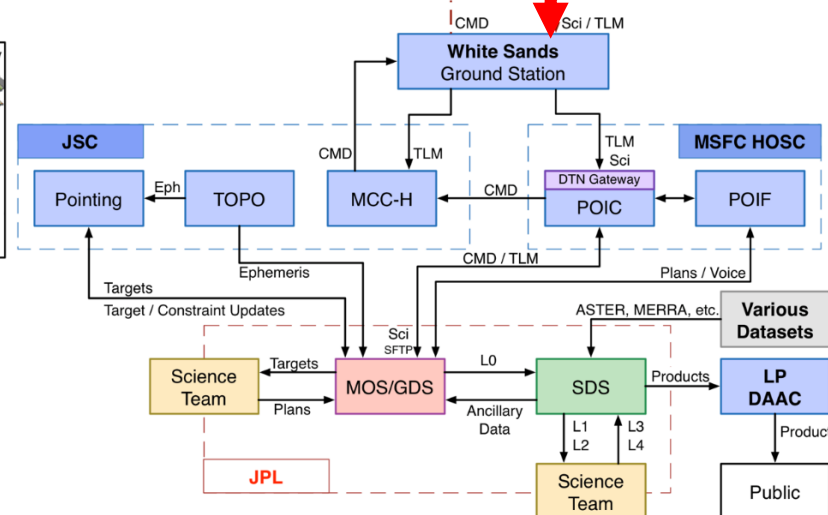 CMD
Sci / TLM
White Sands
Ground Station
JSC
MSFC HOSC
CMD
TLM
TLM
Sci
DTN Gateway
Pointing
Eph
TOPO
MCC-H
CMD
POIC
POIF
Ephemeris
CMD / TLM
Plans / Voice
Targets
Target / Constraint Updates
ASTER, MERRA, etc.
Various
Datasets
Sci
SFTP
Science
Team
Targets
Plans
MOS/GDS
L0
Ancillary
Data
SDS
Products
LP
DAAC
L1
L2
L3
L4
Product
JPL
Science
Team
Public